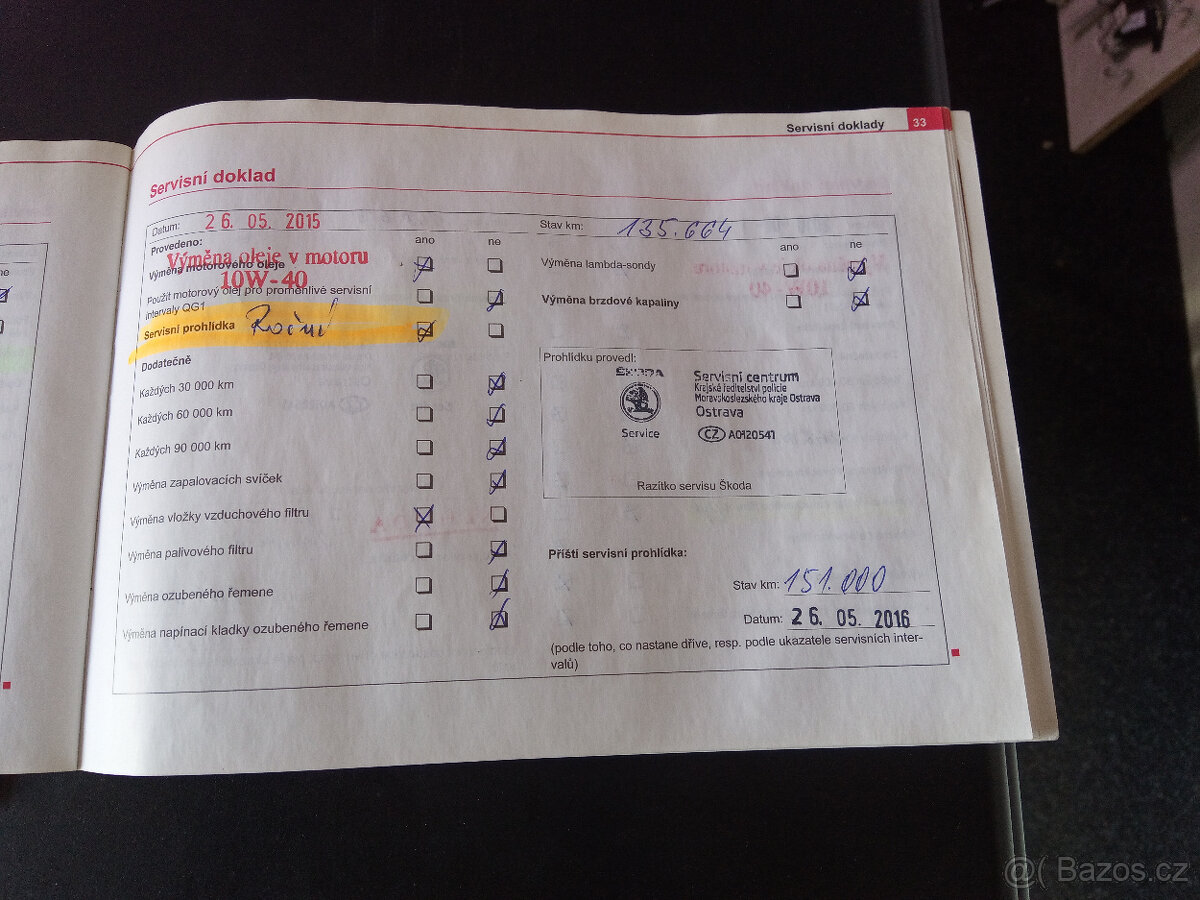 Servisní doklady 33
Servisní doklad
Datum: 26. 05. 2015
Stav km: 135.664
Provedeno:
ano ne
ano ne
Výměna oleje v motoru
10W-40
Výměna motorového oleje
Použit motorový olej pro proměnlivé servisní
intervaly QG1
Servisní prohlídka Roční
Dodatečně
Každých 30 000 km
Každých 60 000 km
Každých 90 000 km
Výměna zapalovacích svíček
Výměna vložky vzduchového filtru
Výměna palivového filtru
Výměna ozubeného řemene
Výměna napínací kladky ozubeného řemene
Výměna lambda-sondy
Výměna brzdové kapaliny
Prohlídku provedl:
ŠKODA
Service
Servisní centrum
Krajské ředitelství policie
Moravskoslezského kraje Ostrava
Ostrava
CZ A0120541
Razítko servisu Škoda
Příští servisní prohlídka:
Stav km: 151.000
Datum: 26. 05. 2016
(podle toho, co nastane dříve, resp. podle ukazatele servisních inter-
valů)
@( Bazos.cz